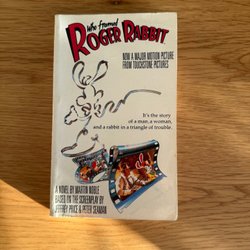 Who Framed
ROGER RABBIT
NOW A MAJOR MOTION PICTURE
FROM TOUCHSTONE PICTURES
It's the story
of a man, a woman,
and a rabbit in a triangle of trouble.
A NOVEL BY MARTIN NOBLE
BASED ON THE SCREENPLAY BY
JEFFREY PRICE & PETER SEAMAN